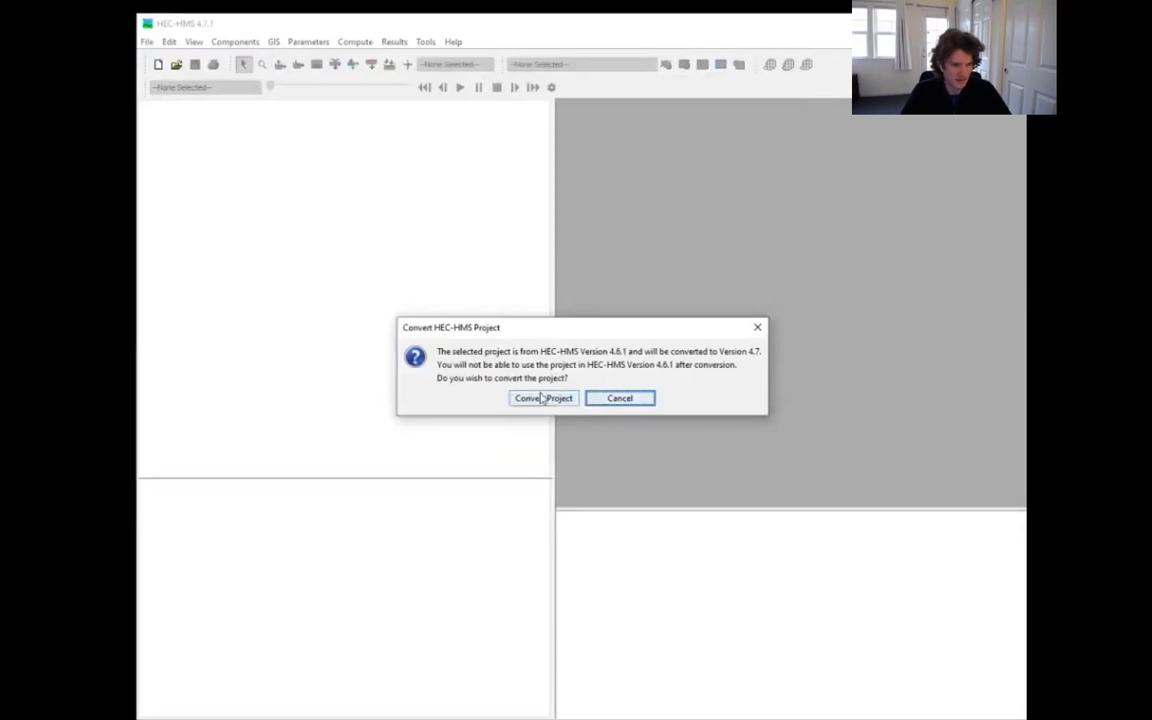 HEC-HMS 4.7.1
File Edit View Components GIS Parameters Compute Results Tools Help
--None Selected-- --None Selected--
--None Selected--
Convert HEC-HMS Project
The selected project is from HEC-HMS Version 4.6.1 and will be converted to Version 4.7.
You will not be able to use the project in HEC-HMS Version 4.6.1 after conversion.
Do you wish to convert the project?
Convert Project Cancel